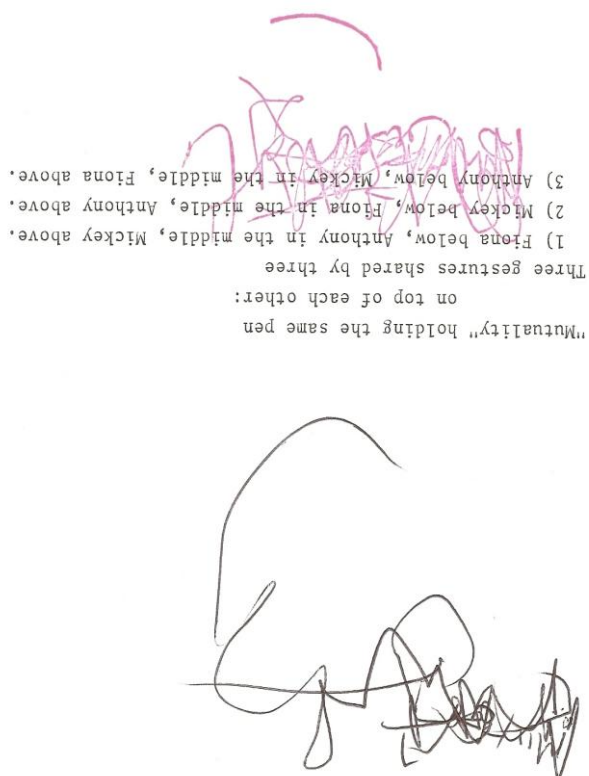 "Mutuality" holding the same pen
on top of each other:
Three gestures shared by three
1) Fiona below, Anthony in the middle, Mickey above.
2) Mickey below, Fiona in the middle, Anthony above.
3) Anthony below, Mickey in the middle, Fiona above.